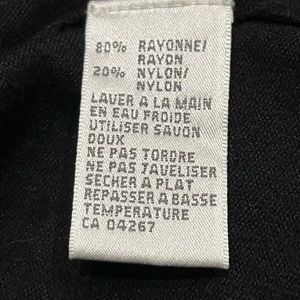 80% RAYONNE/
RAYON
20% NYLON/
NYLON
LAVER A LA MAIN
EN EAU FROIDE
UTILISER SAVON
DOUX
NE PAS TORDRE
NE PAS JAVELLISER
SECHER A PLAT
REPASSER A BASSE
TEMPERATURE
CA 04267